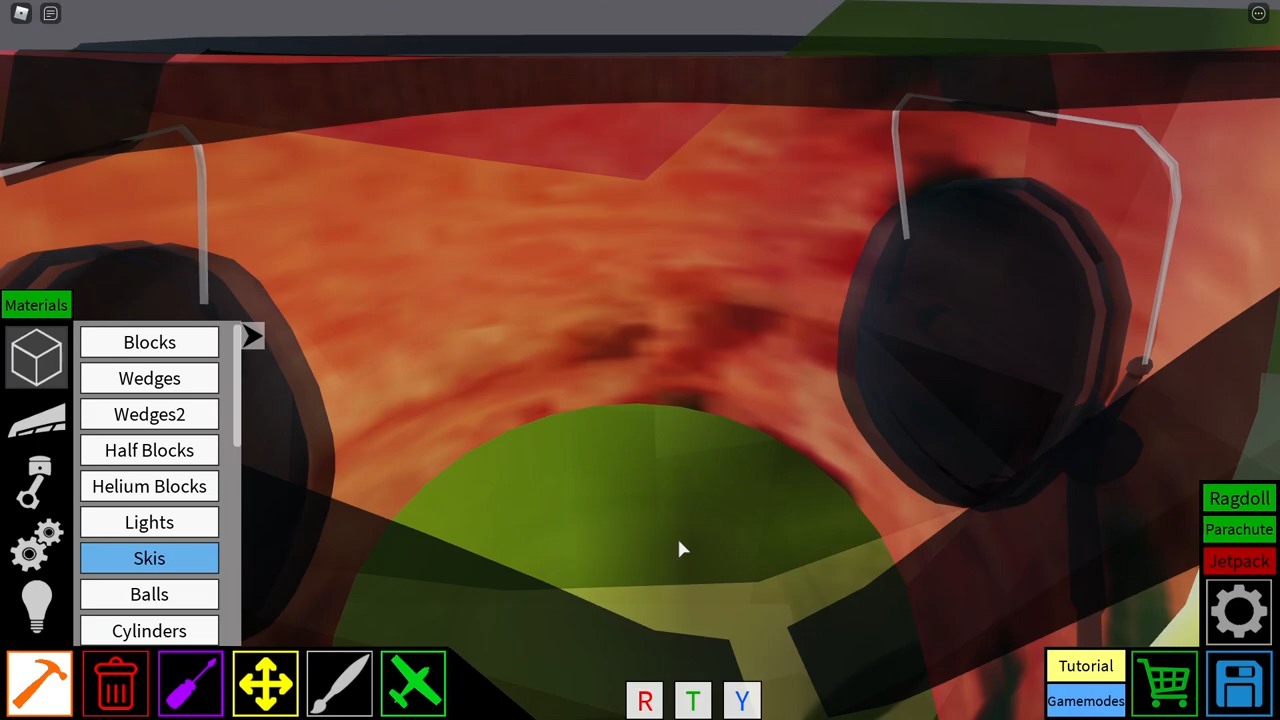 Materials
Blocks
Wedges
Wedges2
Half Blocks
Helium Blocks
Lights
Skis
Balls
Cylinders
Ragdoll
Parachute
Jetpack
Tutorial
Gamemodes
R T Y